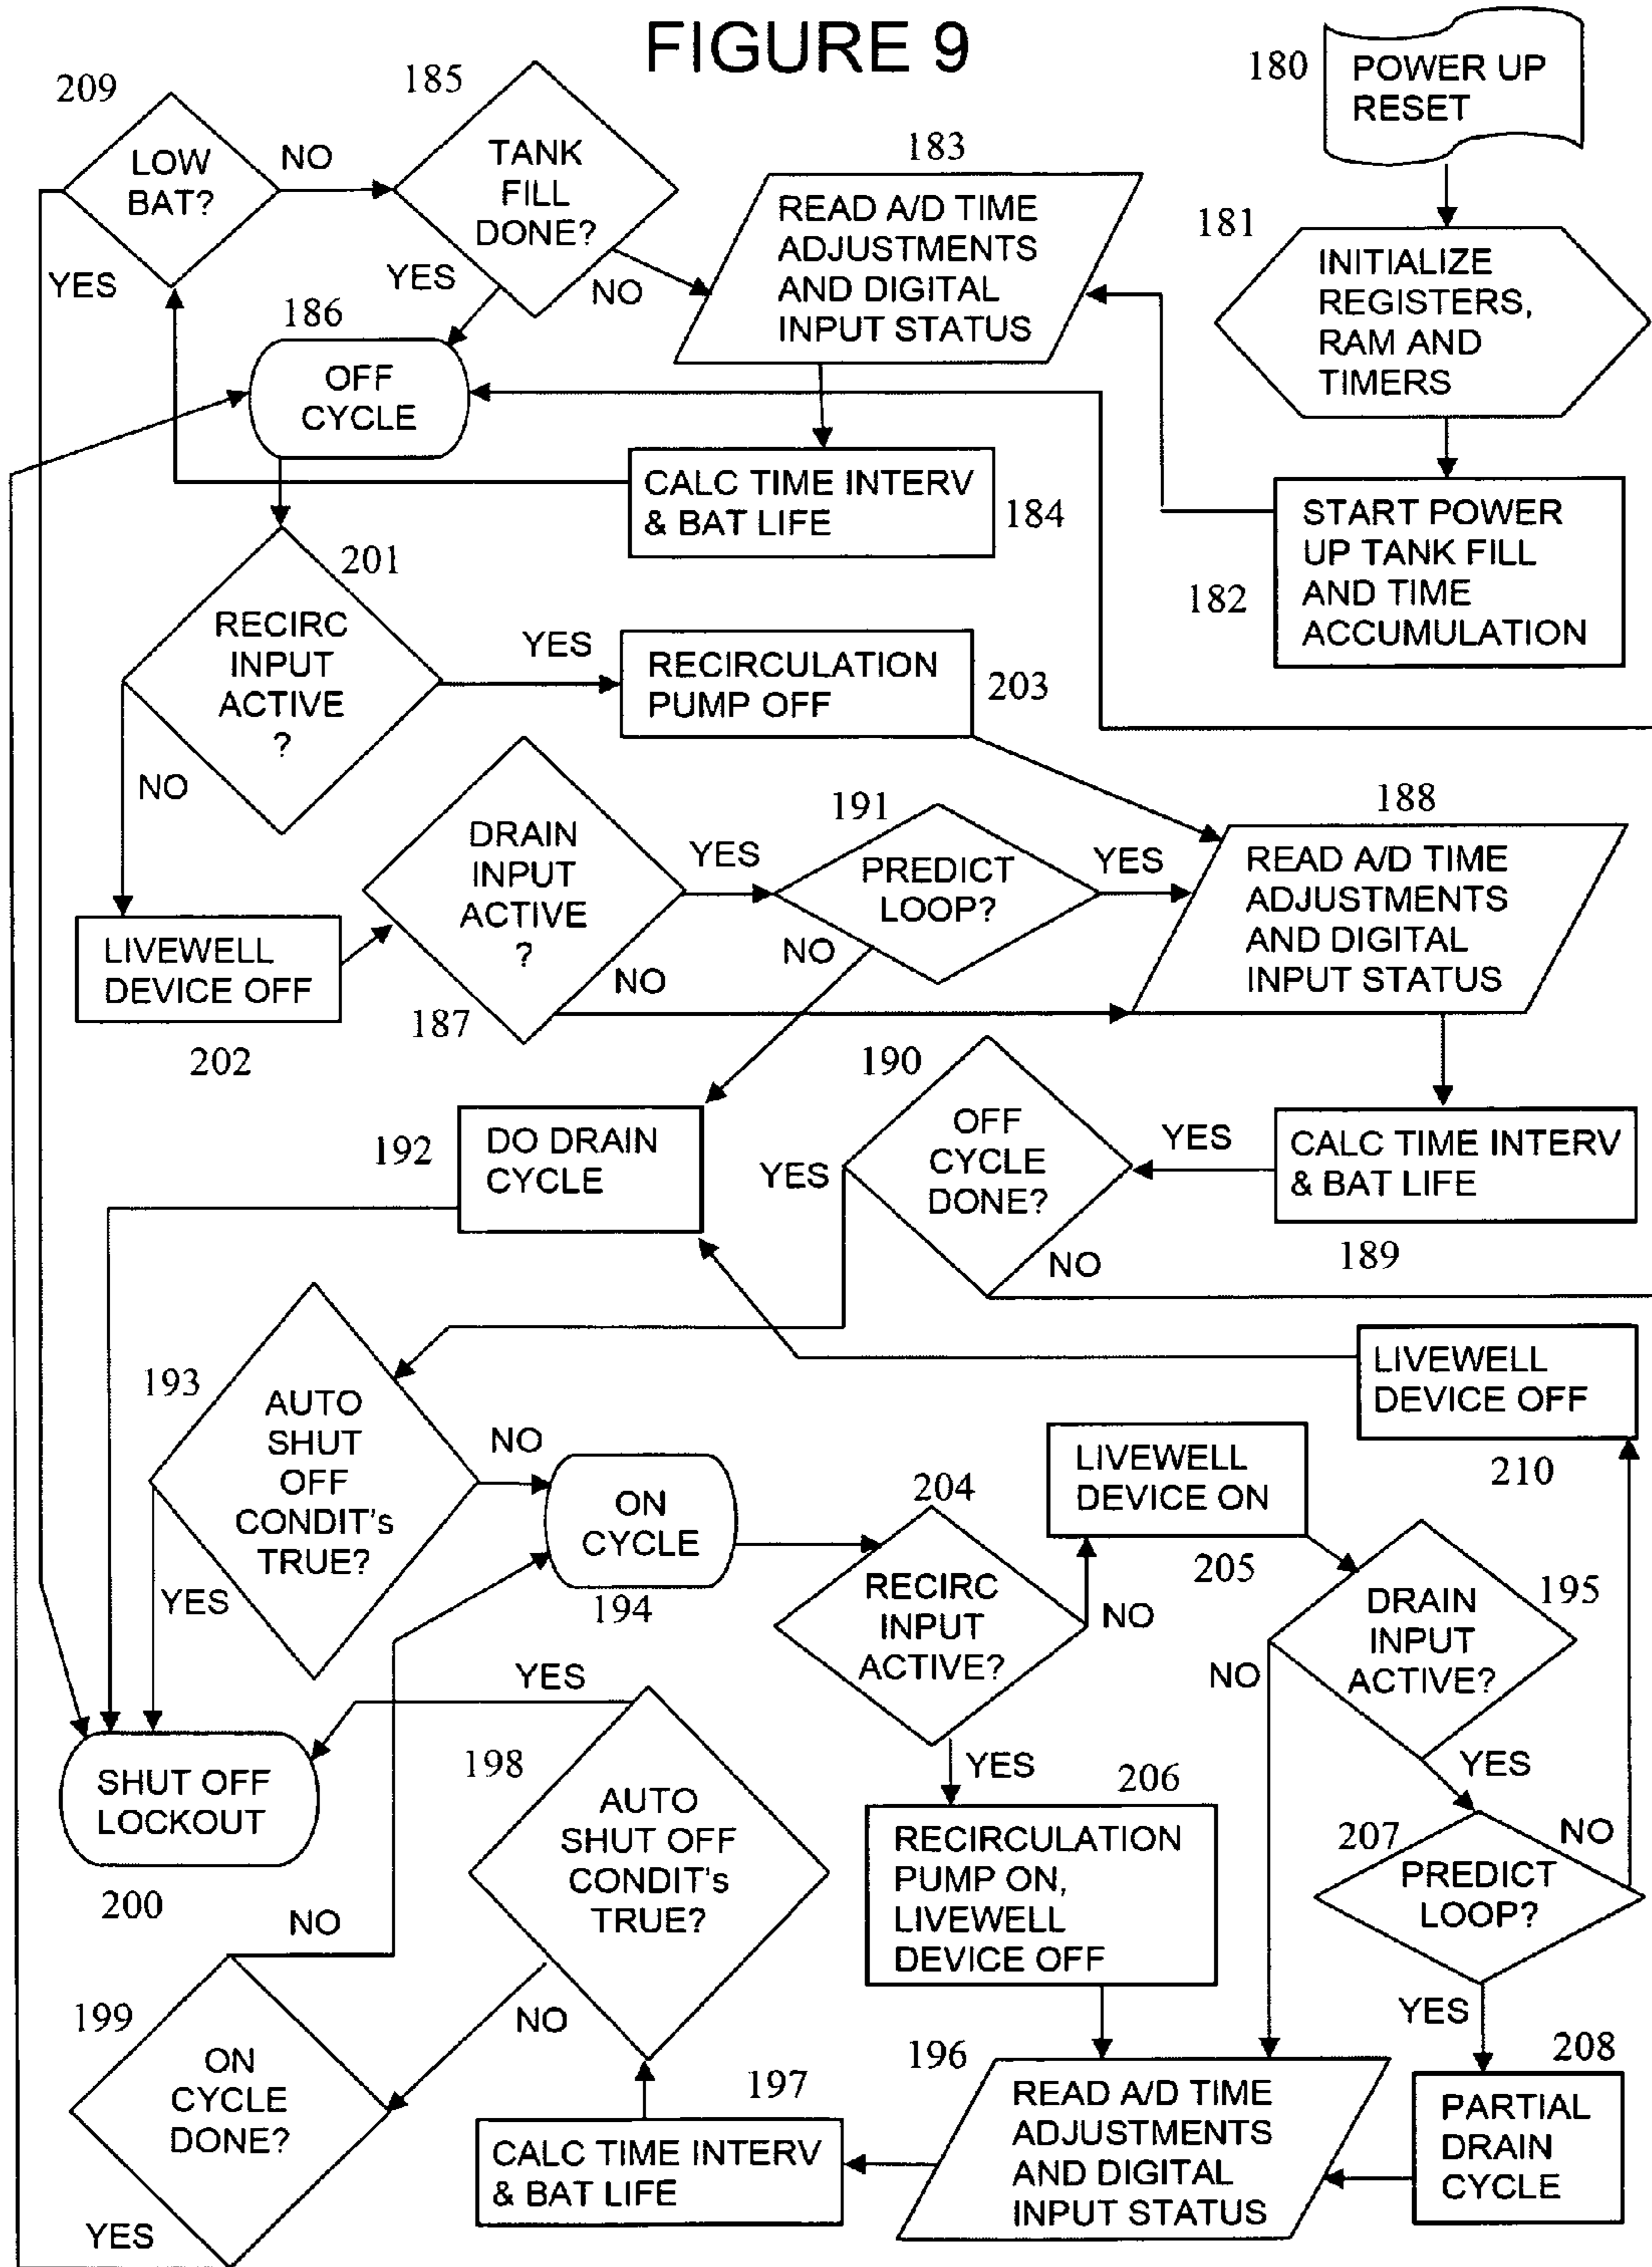 FIGURE 9
180
POWER UP
RESET
181
INITIALIZE
REGISTERS,
RAM AND
TIMERS
182
START POWER
UP TANK FILL
AND TIME
ACCUMULATION
209
LOW
BAT?
NO
YES
185
TANK
FILL
DONE?
YES
NO
183
READ A/D TIME
ADJUSTMENTS
AND DIGITAL
INPUT STATUS
186
OFF
CYCLE
CALC TIME INTERV
& BAT LIFE
184
201
RECIRC
INPUT
ACTIVE
?
YES
NO
RECIRCULATION
PUMP OFF
203
LIVEWELL
DEVICE OFF
202
DRAIN
INPUT
ACTIVE
?
187
YES
NO
191
PREDICT
LOOP?
YES
NO
188
READ A/D TIME
ADJUSTMENTS
AND DIGITAL
INPUT STATUS
192
DO DRAIN
CYCLE
190
OFF
CYCLE
DONE?
YES
NO
YES
CALC TIME INTERV
& BAT LIFE
189
193
AUTO
SHUT
OFF
CONDIT's
TRUE?
NO
YES
ON
CYCLE
194
204
RECIRC
INPUT
ACTIVE?
NO
YES
LIVEWELL
DEVICE ON
205
LIVEWELL
DEVICE OFF
210
DRAIN
INPUT
ACTIVE?
195
NO
YES
SHUT OFF
LOCKOUT
200
YES
198
AUTO
SHUT OFF
CONDIT's
TRUE?
NO
206
RECIRCULATION
PUMP ON,
LIVEWELL
DEVICE OFF
207
PREDICT
LOOP?
NO
YES
199
ON
CYCLE
DONE?
NO
YES
197
CALC TIME INTERV
& BAT LIFE
196
READ A/D TIME
ADJUSTMENTS
AND DIGITAL
INPUT STATUS
208
PARTIAL
DRAIN
CYCLE